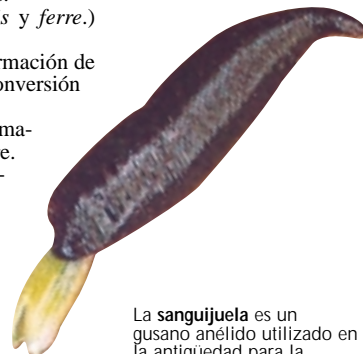 s y ferre.)
rmación de
onversión
ma-
e.
-
La sanguijuela es un
gusano anélido utilizado en
la antigüedad para la